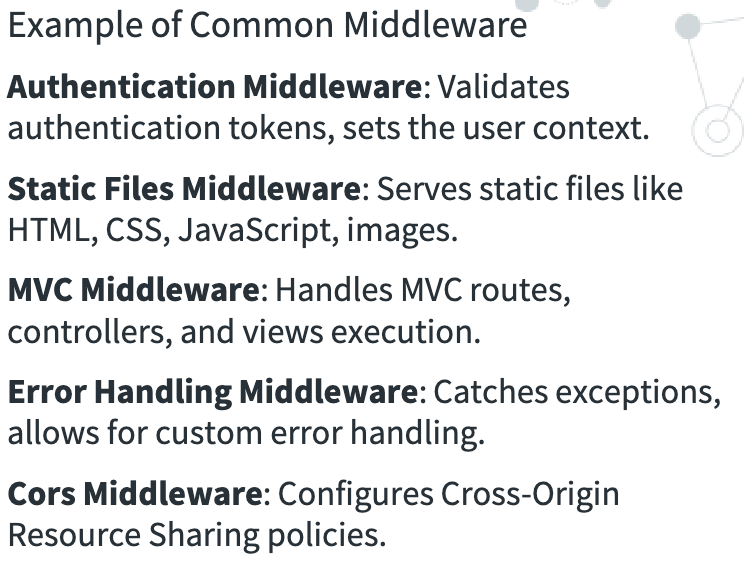 Example of Common Middleware
Authentication Middleware: Validates
authentication tokens, sets the user context.
Static Files Middleware: Serves static files like
HTML, CSS, JavaScript, images.
MVC Middleware: Handles MVC routes,
controllers, and views execution.
Error Handling Middleware: Catches exceptions,
allows for custom error handling.
Cors Middleware: Configures Cross-Origin
Resource Sharing policies.